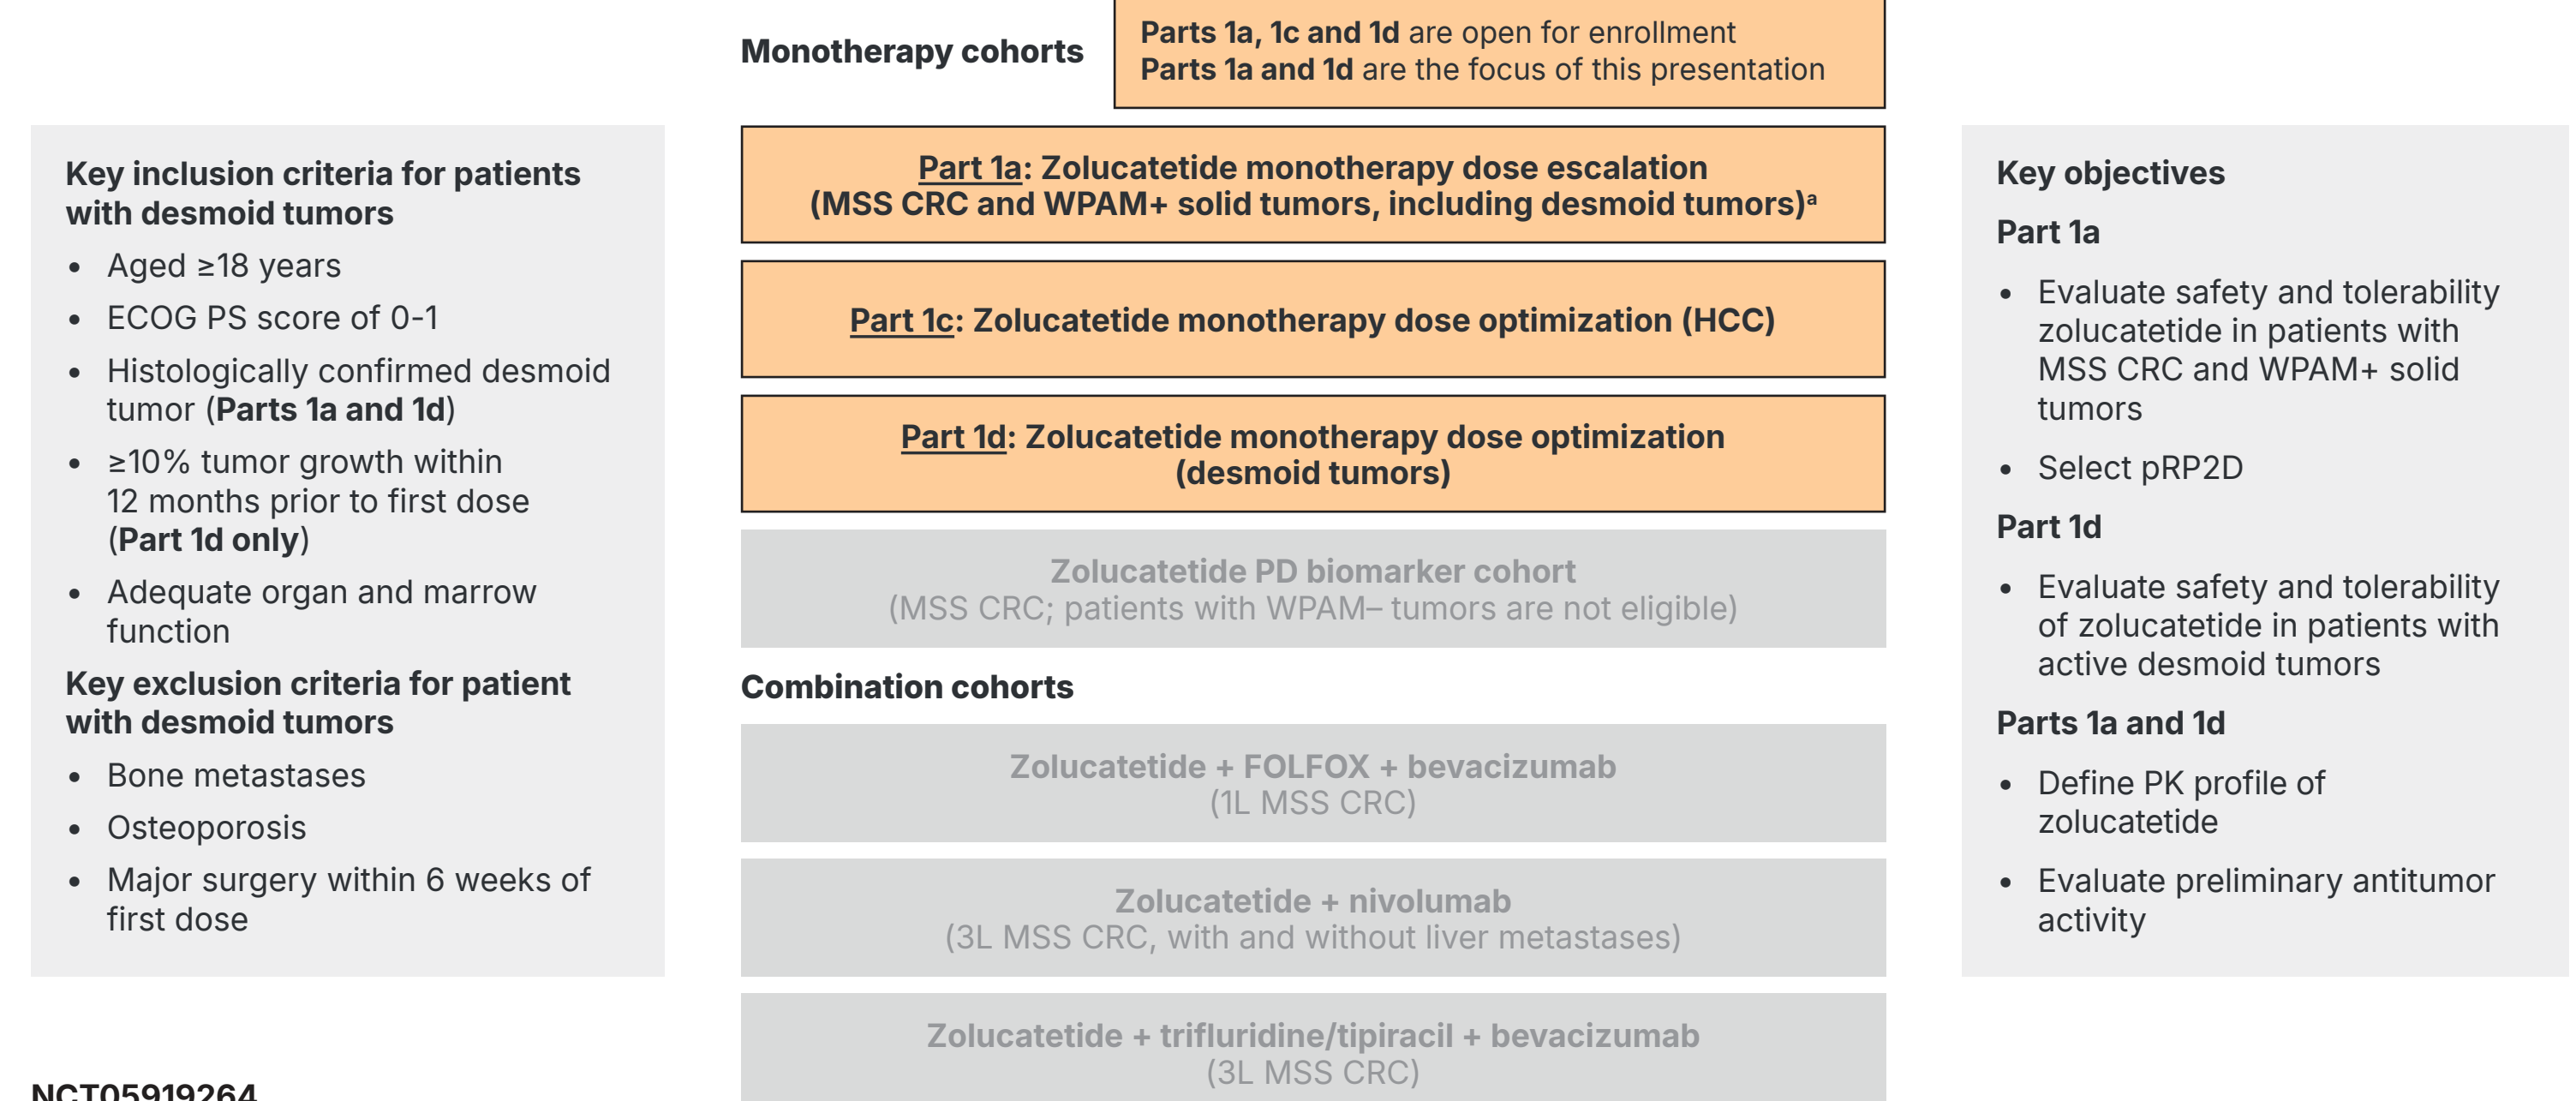 Monotherapy cohorts
Parts 1a, 1c and 1d are open for enrollment
Parts 1a and 1d are the focus of this presentation
Key inclusion criteria for patients
with desmoid tumors
• Aged ≥18 years
• ECOG PS score of 0-1
• Histologically confirmed desmoid
tumor (Parts 1a and 1d)
• ≥10% tumor growth within
12 months prior to first dose
(Part 1d only)
• Adequate organ and marrow
function
Key exclusion criteria for patient
with desmoid tumors
• Bone metastases
• Osteoporosis
• Major surgery within 6 weeks of
first dose
NCT05919264
Part 1a: Zolucatetide monotherapy dose escalation
(MSS CRC and WPAM+ solid tumors, including desmoid tumors)ᵃ
Part 1c: Zolucatetide monotherapy dose optimization (HCC)
Part 1d: Zolucatetide monotherapy dose optimization
(desmoid tumors)
Zolucatetide PD biomarker cohort
(MSS CRC; patients with WPAM– tumors are not eligible)
Combination cohorts
Zolucatetide + FOLFOX + bevacizumab
(1L MSS CRC)
Zolucatetide + nivolumab
(3L MSS CRC, with and without liver metastases)
Zolucatetide + trifluridine/tipiracil + bevacizumab
(3L MSS CRC)
Key objectives
Part 1a
• Evaluate safety and tolerability
zolucatetide in patients with
MSS CRC and WPAM+ solid
tumors
• Select pRP2D
Part 1d
• Evaluate safety and tolerability
of zolucatetide in patients with
active desmoid tumors
Parts 1a and 1d
• Define PK profile of
zolucatetide
• Evaluate preliminary antitumor
activity